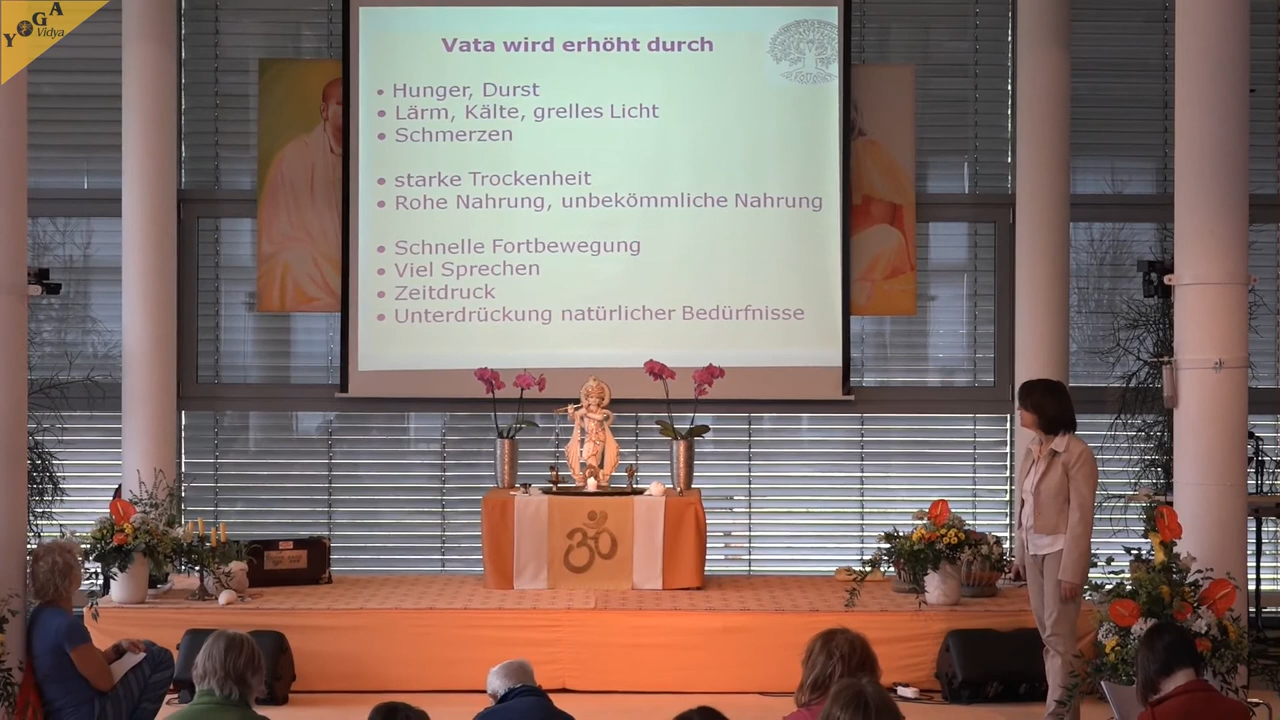 YOGA
Vidya
Vata wird erhöht durch
• Hunger, Durst
• Lärm, Kälte, grelles Licht
• Schmerzen
• starke Trockenheit
• Rohe Nahrung, unbekömmliche Nahrung
• Schnelle Fortbewegung
• Viel Sprechen
• Zeitdruck
• Unterdrückung natürlicher Bedürfnisse
ॐ